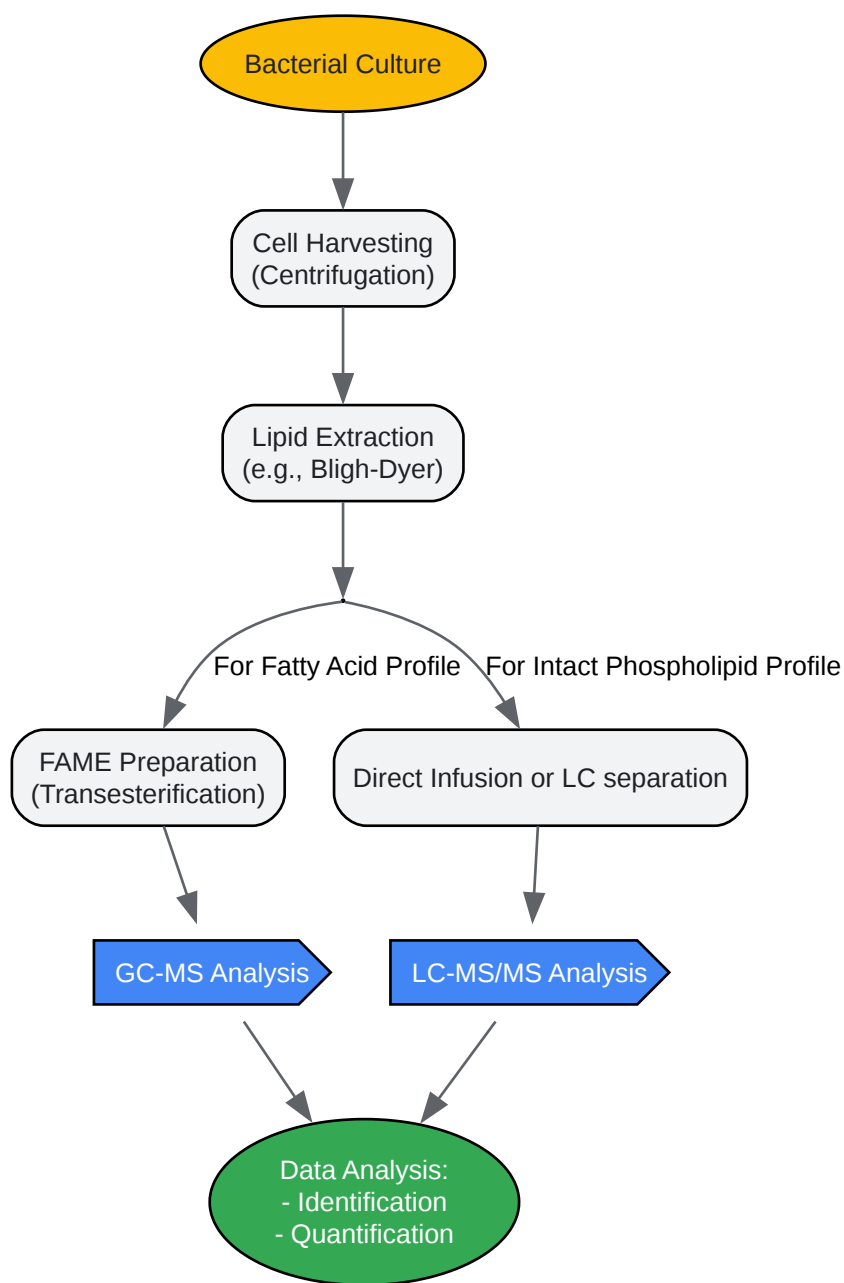 Bacterial Culture
Cell Harvesting
(Centrifugation)
Lipid Extraction
(e.g., Bligh-Dyer)
For Fatty Acid Profile
For Intact Phospholipid Profile
FAME Preparation
(Transesterification)
Direct Infusion or LC separation
GC-MS Analysis
LC-MS/MS Analysis
Data Analysis:
- Identification
- Quantification